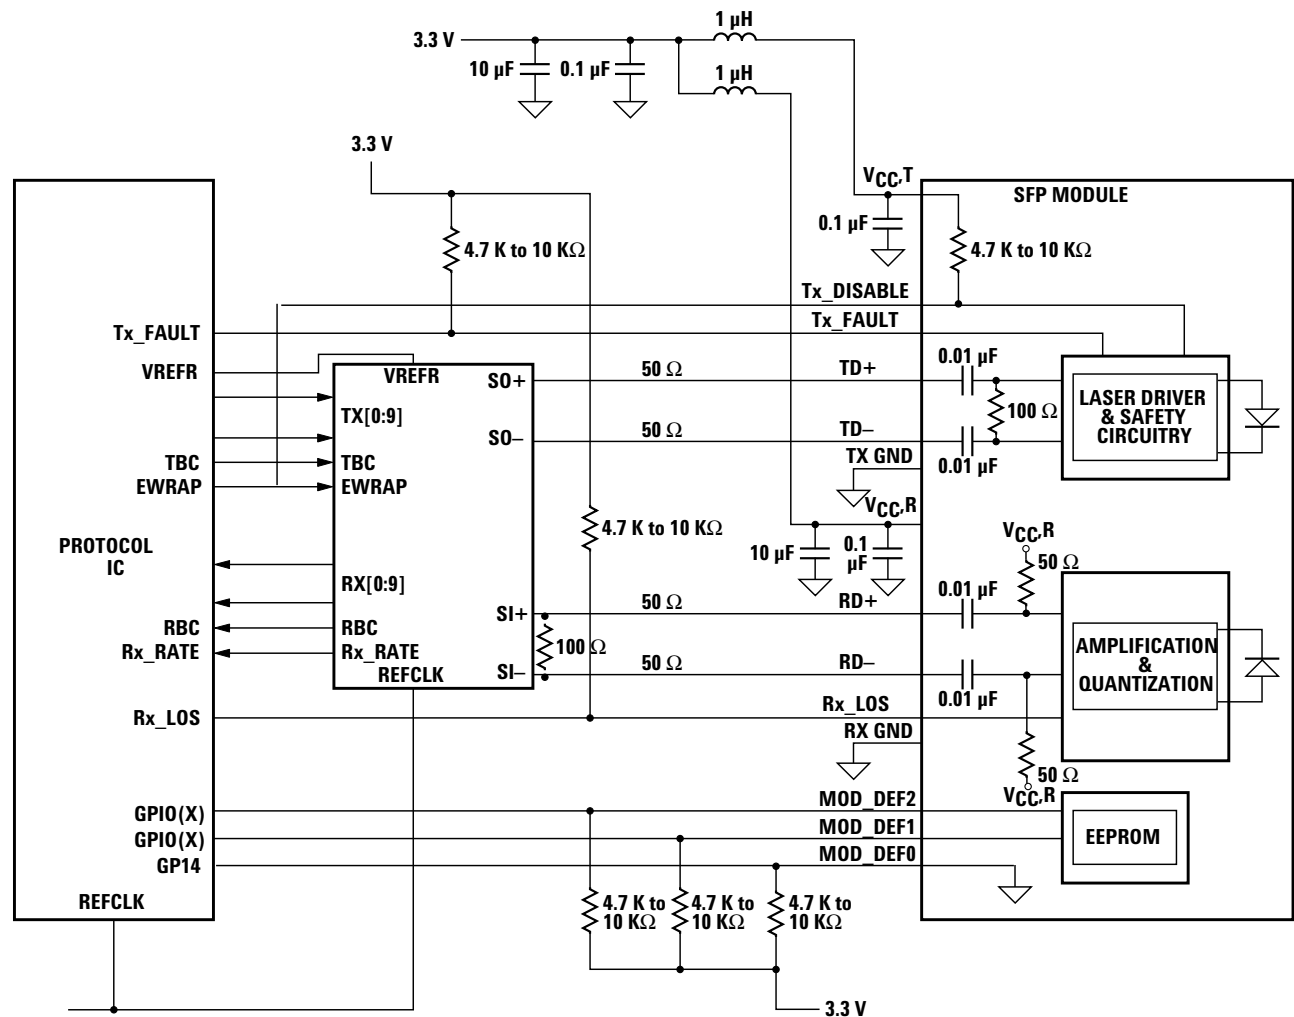 1 µH
3.3 V
10 µF
0.1 µF
1 µH
3.3 V
VCC,T
SFP MODULE
0.1 µF
4.7 K to 10 KΩ
4.7 K to 10 KΩ
Tx_DISABLE
Tx_FAULT
Tx_FAULT
VREFR
VREFR
SO+
50 Ω
TD+
0.01 µF
TX[0:9]
100 Ω
LASER DRIVER
& SAFETY
CIRCUITRY
SO–
50 Ω
TD–
0.01 µF
TX GND
TBC
TBC
EWRAP
EWRAP
VCC,R
4.7 K to 10 KΩ
10 µF
0.1
µF
VCC,R
50 Ω
PROTOCOL
IC
RX[0:9]
SI+
50 Ω
RD+
0.01 µF
RBC
RBC
100 Ω
Rx_RATE
Rx_RATE
REFCLK
SI–
50 Ω
RD–
0.01 µF
AMPLIFICATION
&
QUANTIZATION
Rx_LOS
Rx_LOS
RX GND
50 Ω
VCC,R
GPIO(X)
MOD_DEF2
GPIO(X)
MOD_DEF1
EEPROM
GP14
MOD_DEF0
REFCLK
4.7 K to
10 KΩ
4.7 K to
10 KΩ
4.7 K to
10 KΩ
3.3 V